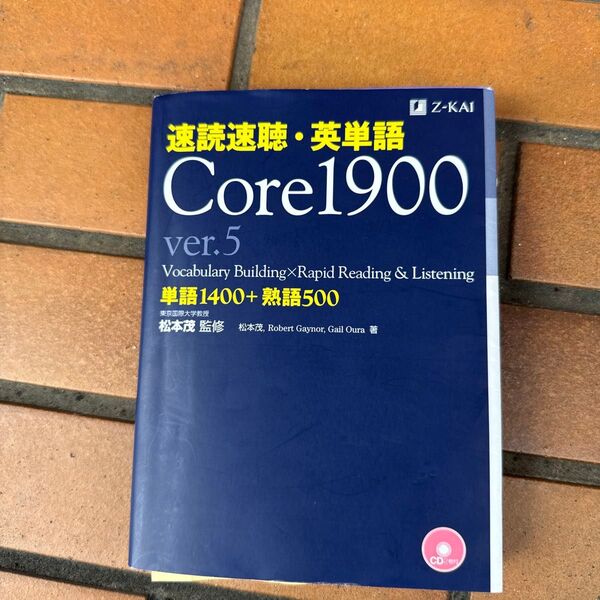 Z-KAI
速読速聴・英単語
Core1900
ver.5
Vocabulary Building×Rapid Reading & Listening
単語1400+熟語500
東京国際大学教授
松本茂 監修 松本茂, Robert Gaynor, Gail Oura 著
CD